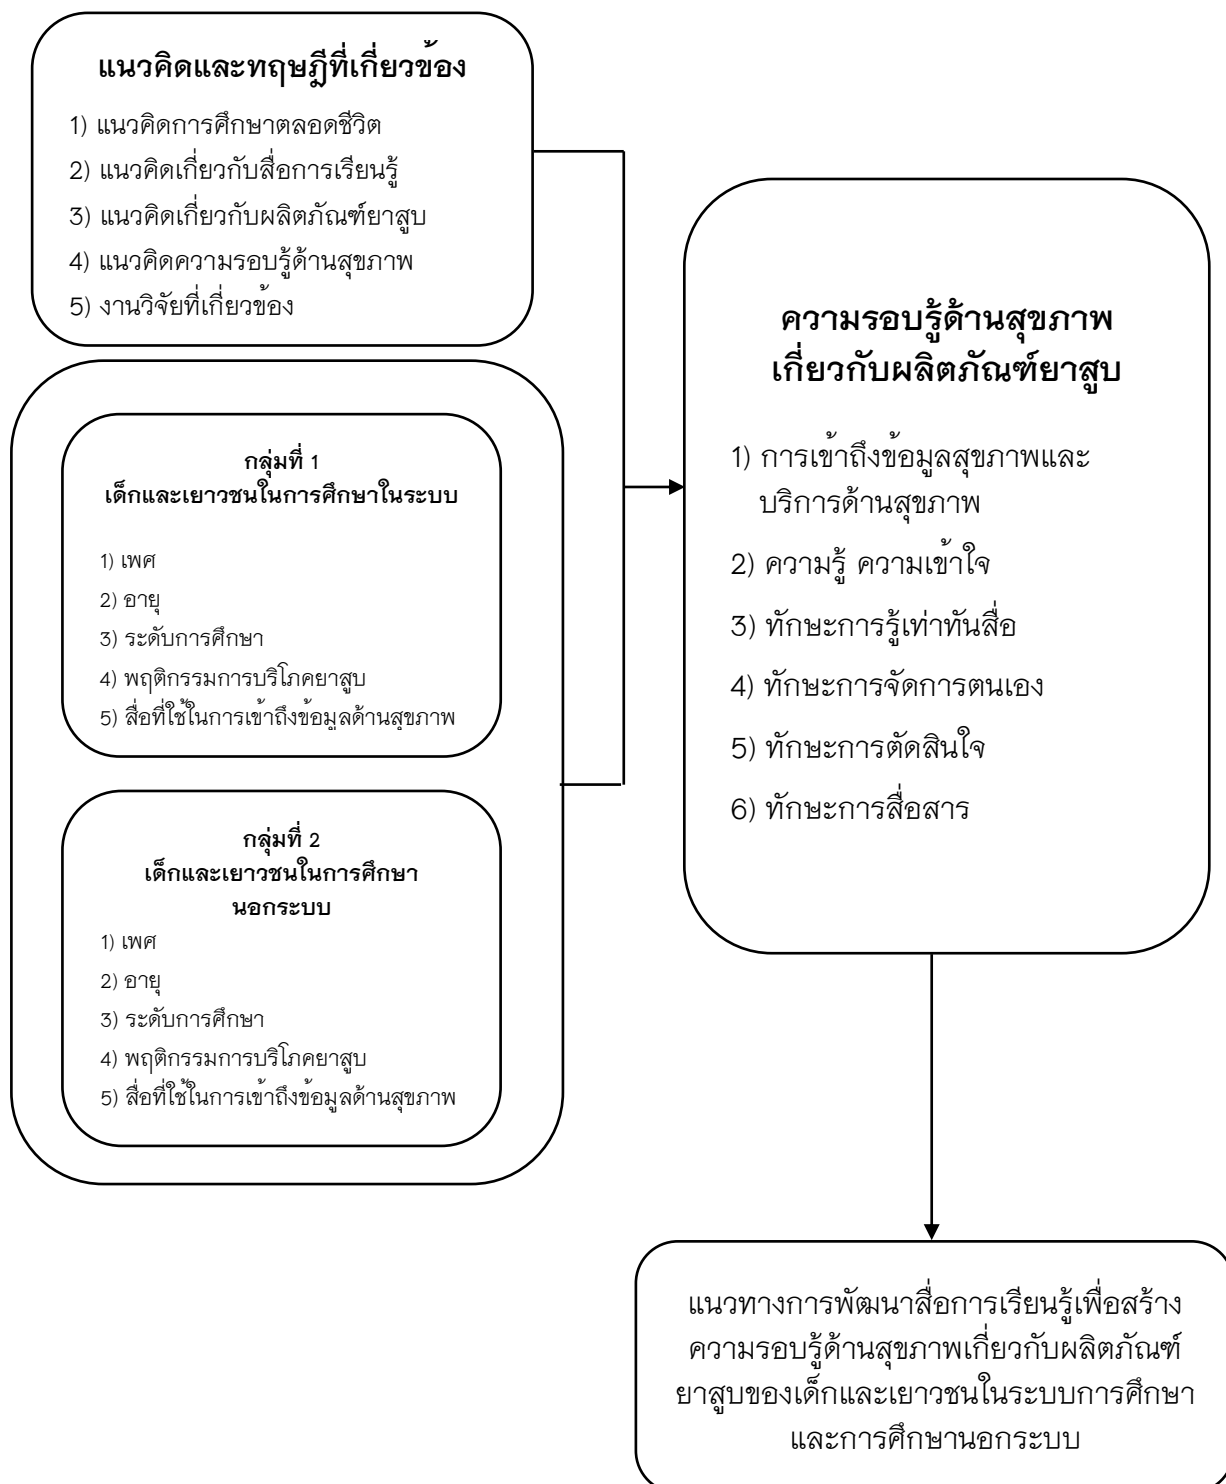 แนวคิดและทฤษฎีที่เกี่ยวข้อง
1) แนวคิดการศึกษาตลอดชีวิต
2) แนวคิดเกี่ยวกับสื่อการเรียนรู้
3) แนวคิดเกี่ยวกับผลิตภัณฑ์ยาสูบ
4) แนวคิดความรอบรู้ด้านสุขภาพ
5) งานวิจัยที่เกี่ยวข้อง
กลุ่มที่ 1
เด็กและเยาวชนในการศึกษาในระบบ
1) เพศ
2) อายุ
3) ระดับการศึกษา
4) พฤติกรรมการบริโภคยาสูบ
5) สื่อที่ใช้ในการเข้าถึงข้อมูลด้านสุขภาพ
กลุ่มที่ 2
เด็กและเยาวชนในการศึกษา
นอกระบบ
1) เพศ
2) อายุ
3) ระดับการศึกษา
4) พฤติกรรมการบริโภคยาสูบ
5) สื่อที่ใช้ในการเข้าถึงข้อมูลด้านสุขภาพ
ความรอบรู้ด้านสุขภาพ
เกี่ยวกับผลิตภัณฑ์ยาสูบ
1) การเข้าถึงข้อมูลสุขภาพและ
บริการด้านสุขภาพ
2) ความรู้ ความเข้าใจ
3) ทักษะการรู้เท่าทันสื่อ
4) ทักษะการจัดการตนเอง
5) ทักษะการตัดสินใจ
6) ทักษะการสื่อสาร
แนวทางการพัฒนาสื่อการเรียนรู้เพื่อสร้าง
ความรอบรู้ด้านสุขภาพเกี่ยวกับผลิตภัณฑ์
ยาสูบของเด็กและเยาวชนในระบบการศึกษา
และการศึกษานอกระบบ